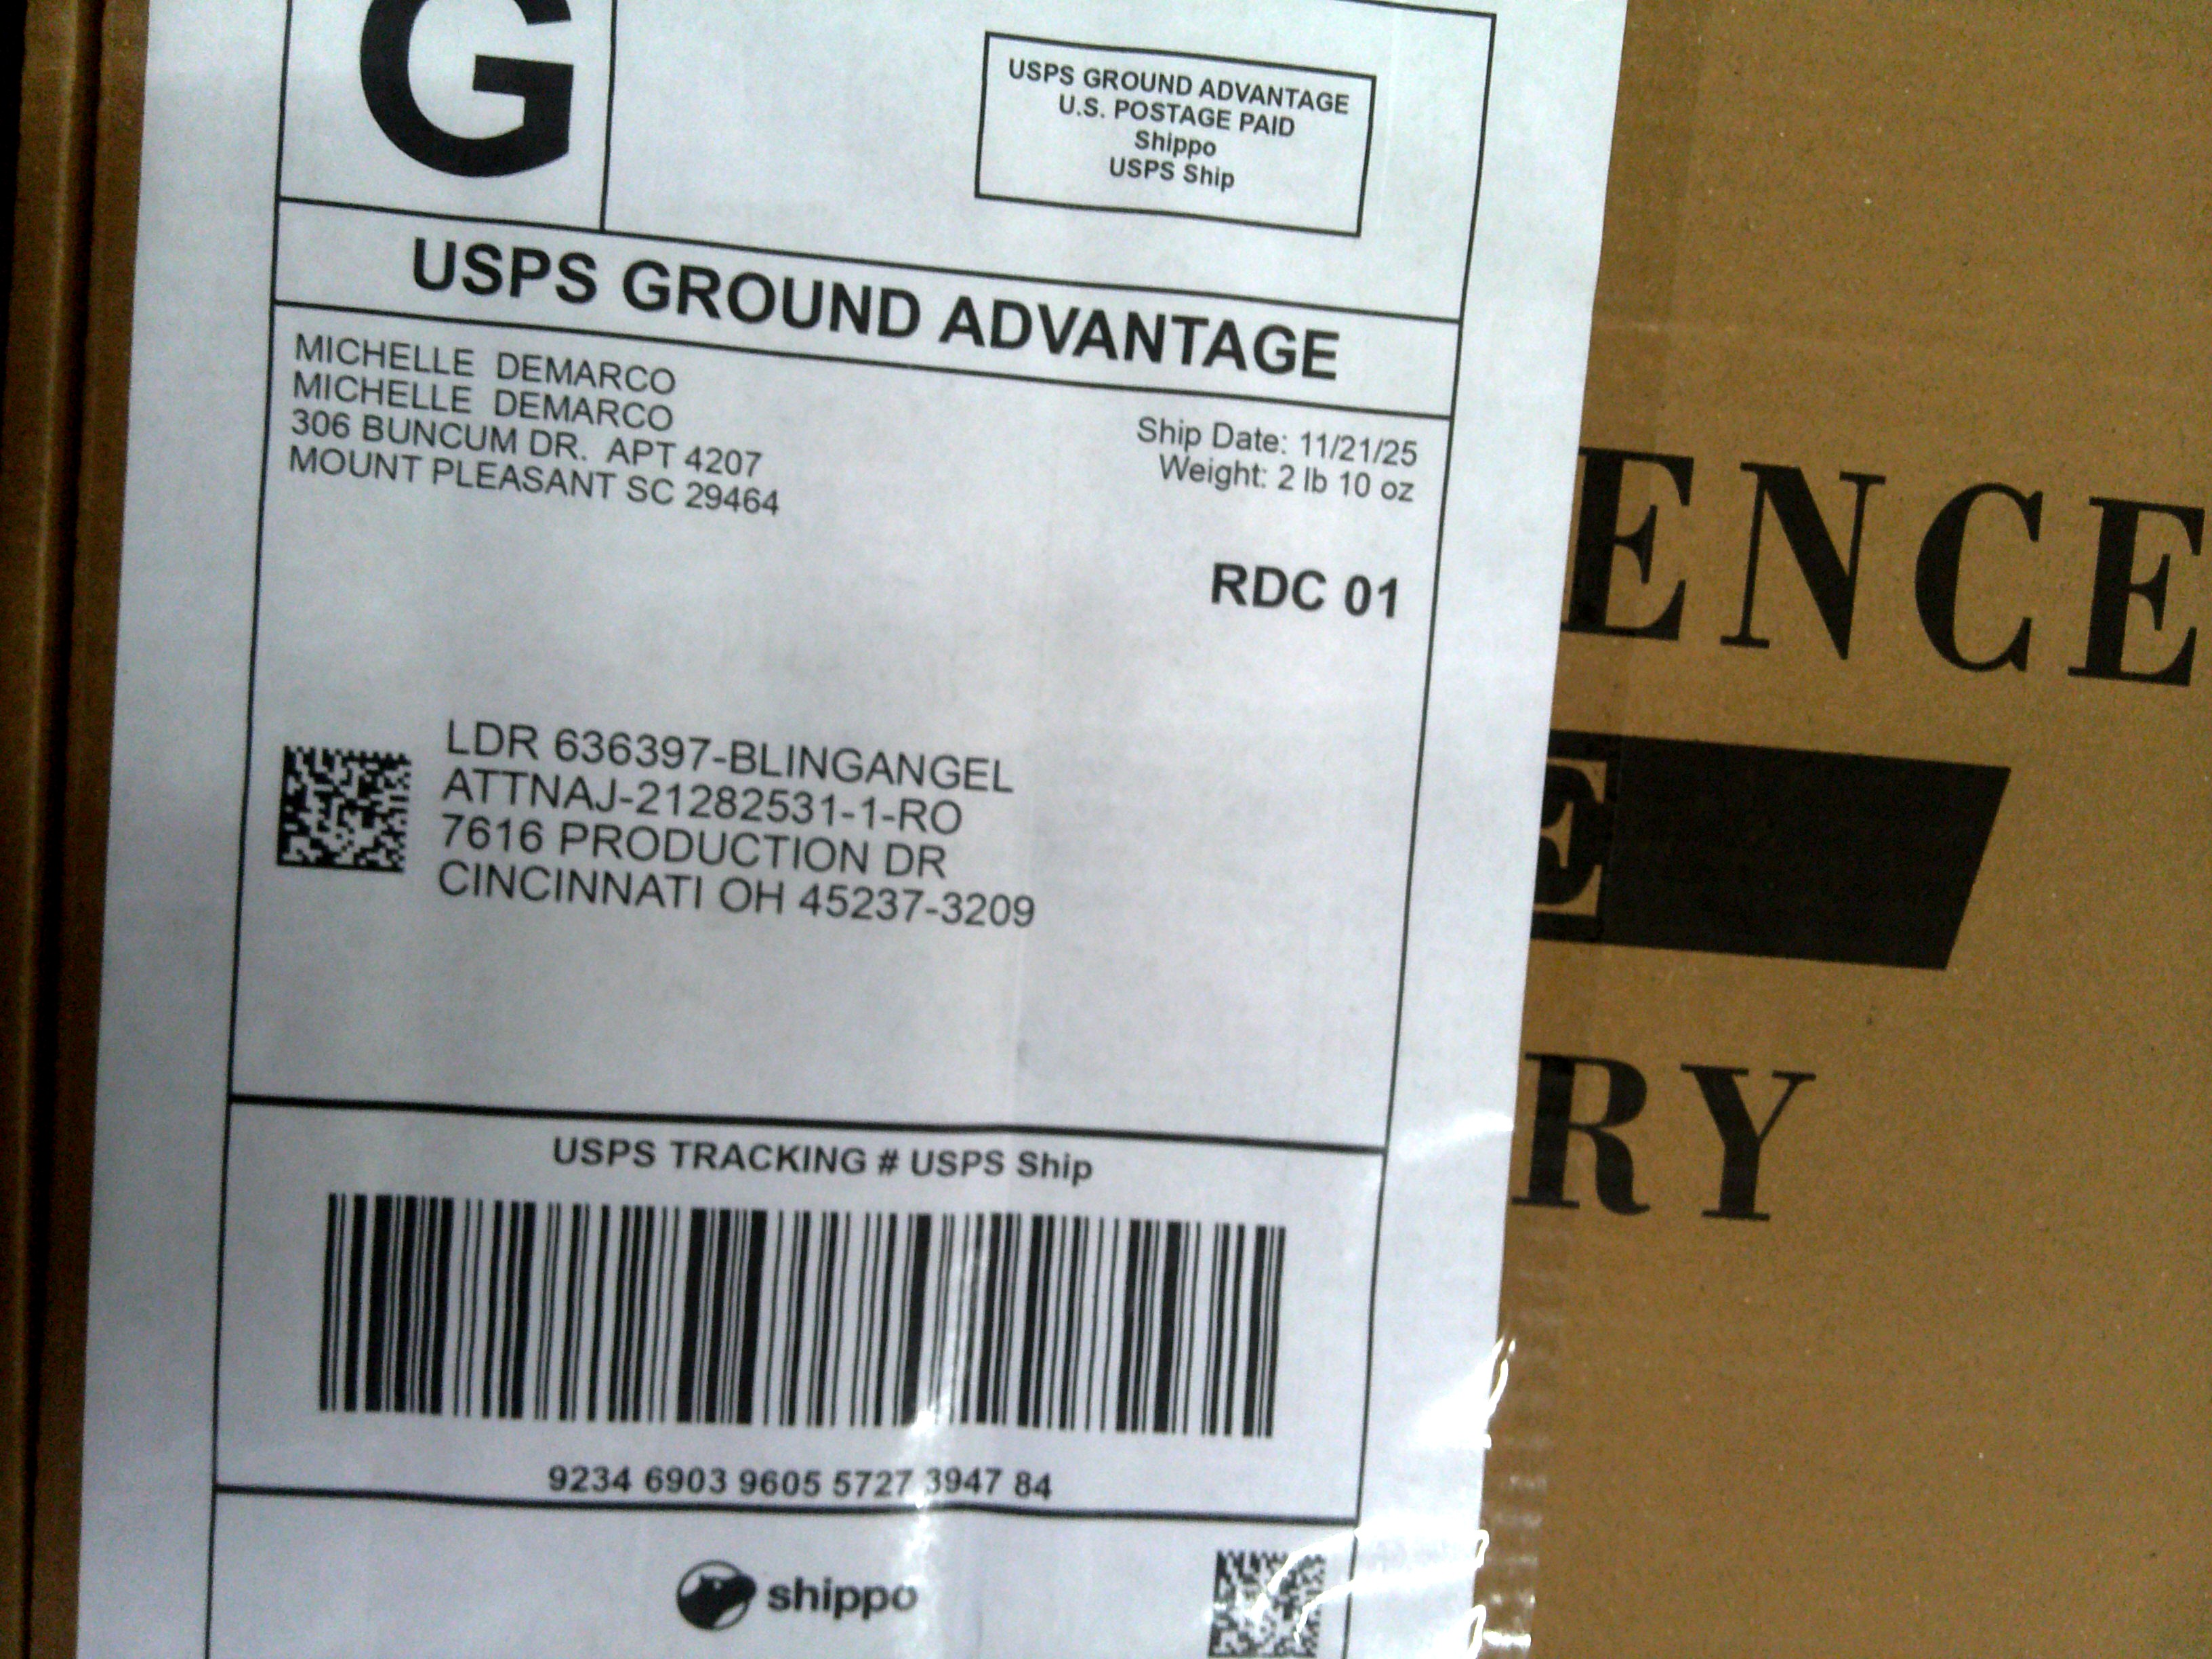 G
USPS GROUND ADVANTAGE
U.S. POSTAGE PAID
Shippo
USPS Ship
USPS GROUND ADVANTAGE
MICHELLE DEMARCO
MICHELLE DEMARCO
306 BUNCUM DR. APT 4207
MOUNT PLEASANT SC 29464
Ship Date: 11/21/25
Weight: 2 lb 10 oz
RDC 01
LDR 636397-BLINGANGEL
ATTNAJ-21282531-1-RO
7616 PRODUCTION DR
CINCINNATI OH 45237-3209
USPS TRACKING # USPS Ship
9234 6903 9605 5727 3947 84
shippo
ENCE
E
RY